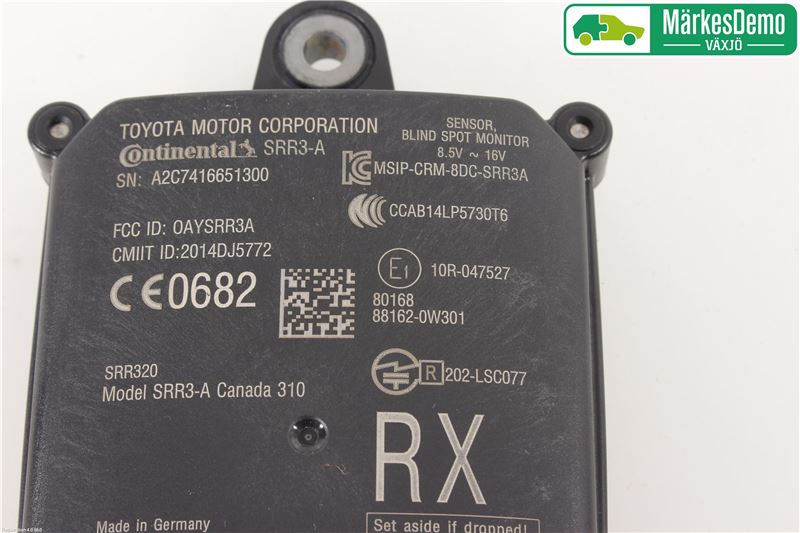 MärkesDemo
VÄXJÖ
TOYOTA MOTOR CORPORATION
Continental SRR3-A
SN: A2C7416651300
SENSOR,
BLIND SPOT MONITOR
8.5V ~ 16V
MSIP-CRM-8DC-SRR3A
CCAB14LP5730T6
FCC ID: OAYSRR3A
CMIIT ID:2014DJ5772
CE0682
E1 10R-047527
80168
88162-0W301
SRR320
Model SRR3-A Canada 310
R 202-LSC077
RX
Made in Germany
Set aside if dropped!